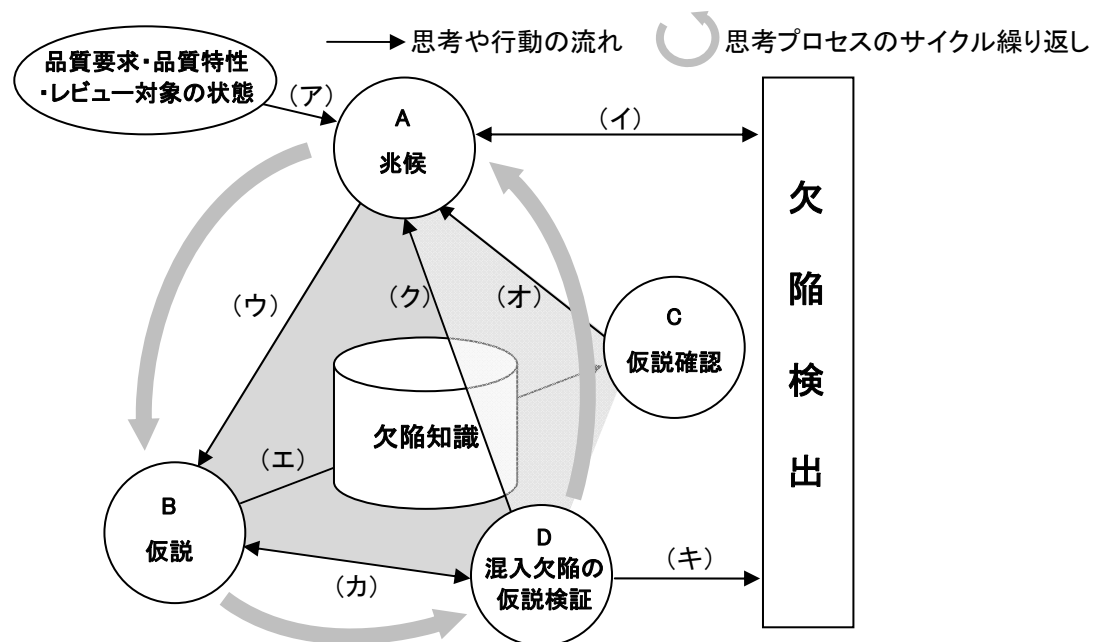 思考や行動の流れ
思考プロセスのサイクル繰り返し
品質要求・品質特性
・レビュー対象の状態
(ア)
A
兆候
(イ)
欠陥検出
(ウ)
(ク)
(オ)
C
仮説確認
欠陥知識
(エ)
B
仮説
(カ)
D
混入欠陥の
仮説検証
(キ)